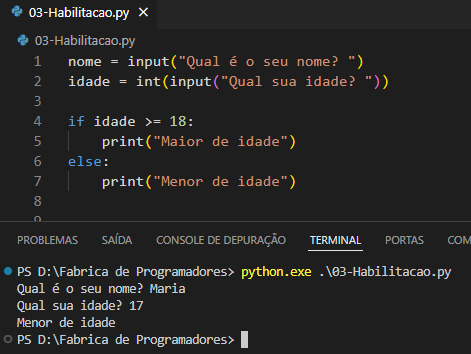 03-Habilitacao.py
03-Habilitacao.py
1 nome = input("Qual é o seu nome? ")
2 idade = int(input("Qual sua idade? "))
3
4 if idade >= 18:
5     print("Maior de idade")
6 else:
7     print("Menor de idade")
8
9
PROBLEMAS SAÍDA CONSOLE DE DEPURAÇÃO TERMINAL PORTAS COM
PS D:\Fabrica de Programadores> python.exe .\03-Habilitacao.py
Qual é o seu nome? Maria
Qual sua idade? 17
Menor de idade
PS D:\Fabrica de Programadores>